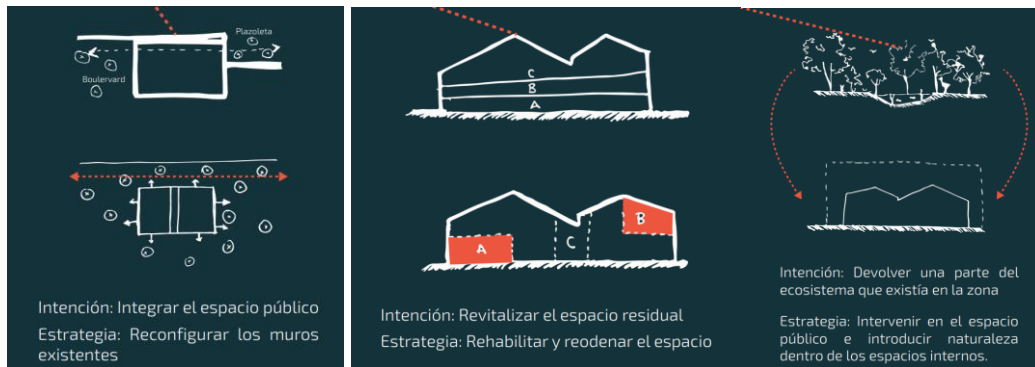 Plazoleta
Boulervard
Intención: Integrar el espacio público
Estrategia: Reconfigurar los muros
existentes
C
B
A
A
C
B
Intención: Revitalizar el espacio residual
Estrategia: Rehabilitar y reodenar el espacio
Intención: Devolver una parte del
ecosistema que existía en la zona
Estrategia: Intervenir en el espacio
público e introducir naturaleza
dentro de los espacios internos.